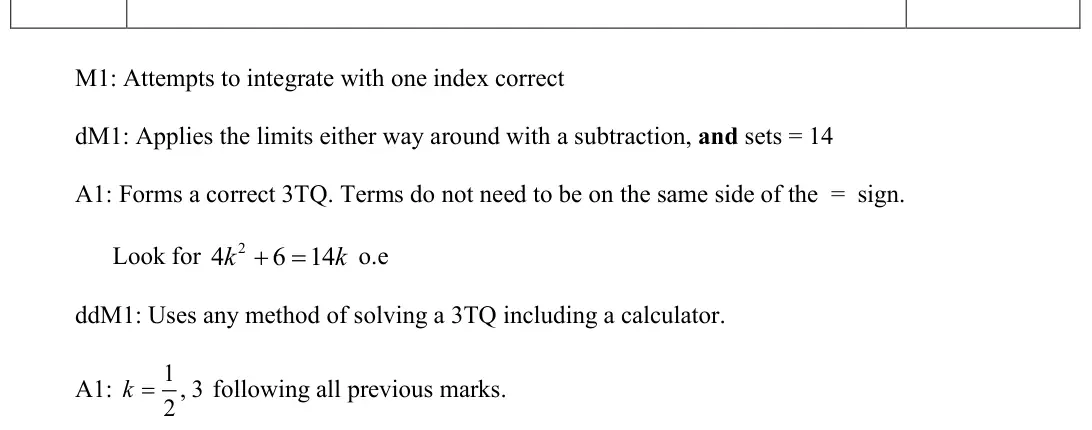 M1: Attempts to integrate with one index correct
dM1: Applies the limits either way around with a subtraction, and sets = 14
A1: Forms a correct 3TQ. Terms do not need to be on the same side of the = sign.
Look for 4k² + 6 = 14k o.e
ddM1: Uses any method of solving a 3TQ including a calculator.
A1: k = 1/2, 3 following all previous marks.